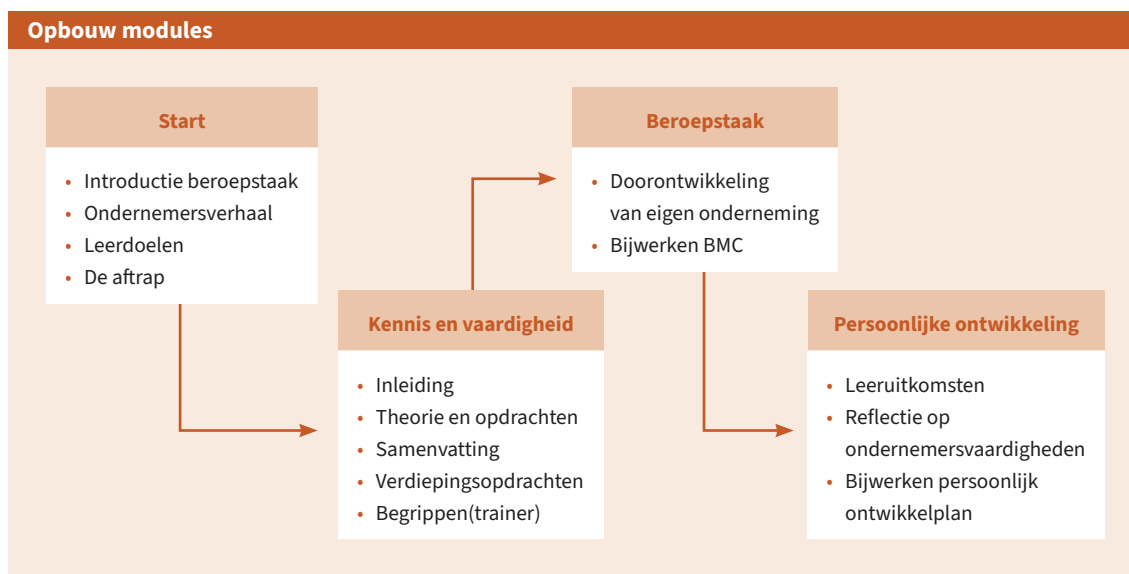 Opbouw modules
Start
• Introductie beroepstaak
• Ondernemersverhaal
• Leerdoelen
• De aftrap
Kennis en vaardigheid
• Inleiding
• Theorie en opdrachten
• Samenvatting
• Verdiepingsopdrachten
• Begrippen(trainer)
Beroepstaak
• Doorontwikkeling
van eigen onderneming
• Bijwerken BMC
Persoonlijke ontwikkeling
• Leeruitkomsten
• Reflectie op
ondernemersvaardigheden
• Bijwerken persoonlijk
ontwikkelplan